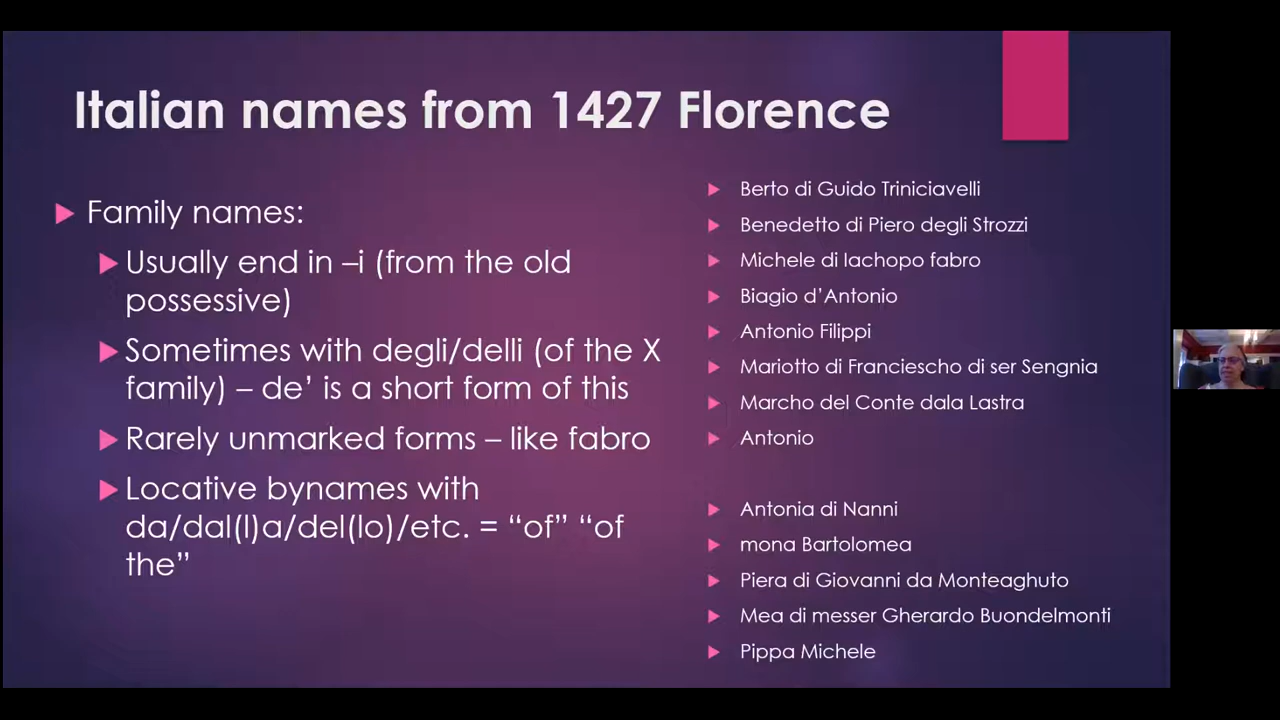 Italian names from 1427 Florence
Family names:
Usually end in –i (from the old
possessive)
Sometimes with degli/delli (of the X
family) – de’ is a short form of this
Rarely unmarked forms – like fabro
Locative bynames with
da/dal(l)a/del(lo)/etc. = “of” “of
the”
Berto di Guido Triniciavelli
Benedetto di Piero degli Strozzi
Michele di Iachopo fabro
Biagio d’Antonio
Antonio Filippi
Mariotto di Franciescho di ser Sengnia
Marcho del Conte dala Lastra
Antonio
Antonia di Nanni
mona Bartolomea
Piera di Giovanni da Monteaghuto
Mea di messer Gherardo Buondelmonti
Pippa Michele